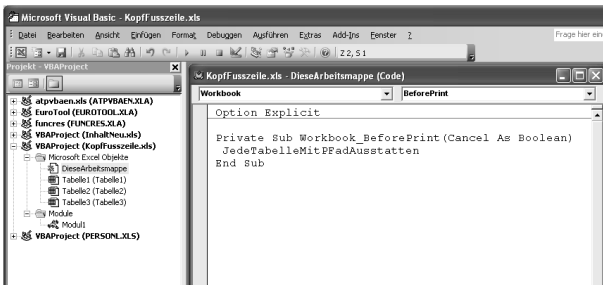 Microsoft Visual Basic - KopfFusszeile.xls
Datei Bearbeiten Ansicht Einfügen Format Debuggen Ausführen Extras Add-Ins Fenster ?
Frage hier ein
Z 2, S 1
Projekt - VBAProject
atpvbaen.xls (ATPVBAEN.XLA)
EuroTool (EUROTOOL.XLA)
funcres (FUNCRES.XLA)
VBAProject (InhaltNeu.xls)
VBAProject (KopfFusszeile.xls)
Microsoft Excel Objekte
DieseArbeitsmappe
Tabelle1 (Tabelle1)
Tabelle2 (Tabelle2)
Tabelle3 (Tabelle3)
Module
Modul1
VBAProject (PERSONL.XLS)
KopfFusszeile.xls - DieseArbeitsmappe (Code)
Workbook BeforePrint
Option Explicit
Private Sub Workbook_BeforePrint(Cancel As Boolean)
JedeTabelleMitPFadAusstatten
End Sub